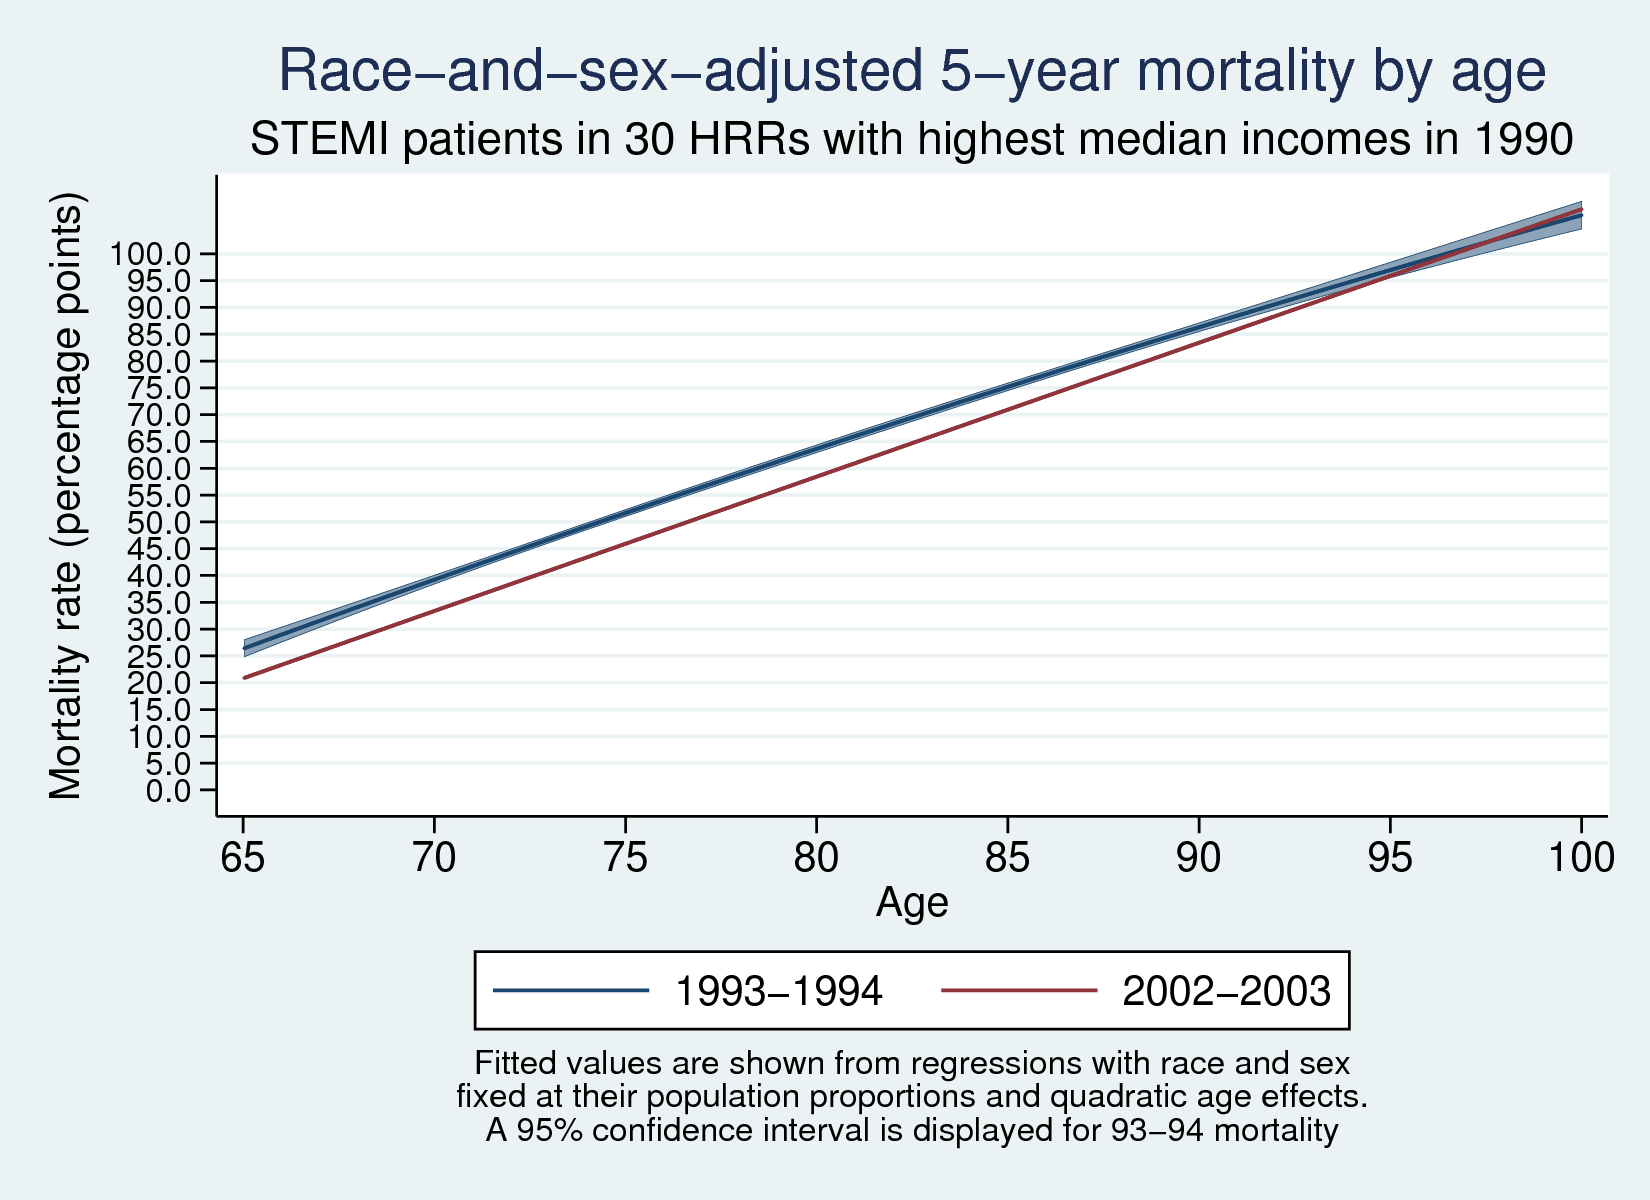 Race–and–sex–adjusted 5–year mortality by age
STEMI patients in 30 HRRs with highest median incomes in 1990
Mortality rate (percentage points)
100.0
95.0
90.0
85.0
80.0
75.0
70.0
65.0
60.0
55.0
50.0
45.0
40.0
35.0
30.0
25.0
20.0
15.0
10.0
5.0
0.0
65 70 75 80 85 90 95 100
Age
1993–1994 2002–2003
Fitted values are shown from regressions with race and sex
fixed at their population proportions and quadratic age effects.
A 95% confidence interval is displayed for 93–94 mortality